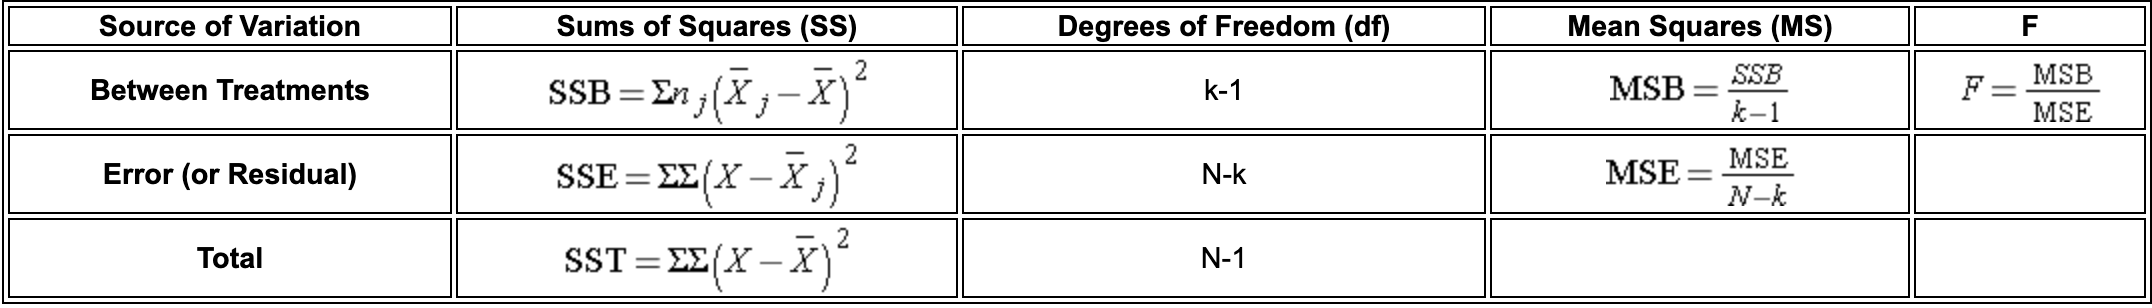 Source of Variation Sums of Squares (SS) Degrees of Freedom (df) Mean Squares (MS) F
Between Treatments SSB = Σn_j(X̄_j − X̄)² k-1 MSB = SSB/k−1 F = MSB/MSE
Error (or Residual) SSE = ΣΣ(X − X̄_j)² N-k MSE = MSE/N−k
Total SST = ΣΣ(X − X̄)² N-1